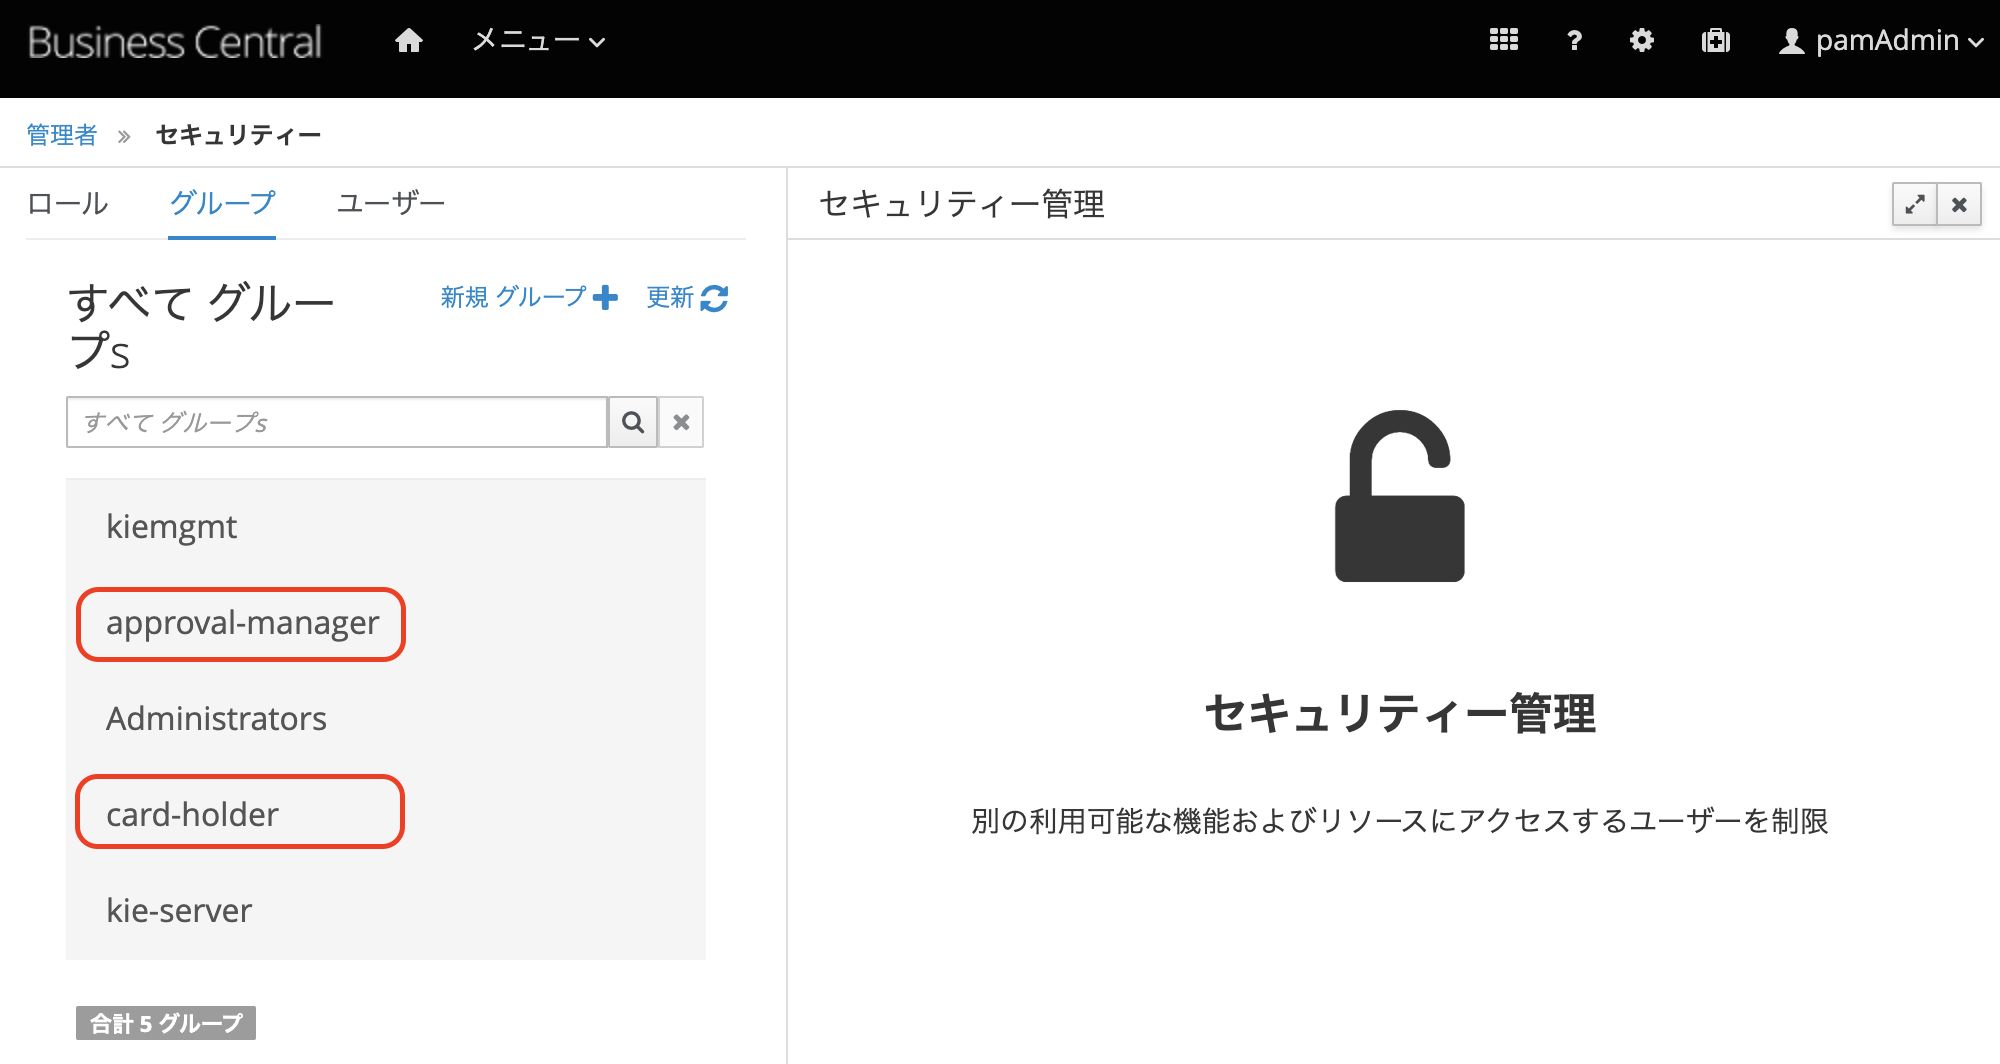 Business Central
メニュー
pamAdmin
管理者 » セキュリティー
ロール グループ ユーザー
すべて グルー
プs
新規 グループ
更新
すべて グループs
kiemgmt
approval-manager
Administrators
card-holder
kie-server
合計 5 グループ
セキュリティー管理
セキュリティー管理
別の利用可能な機能およびリソースにアクセスするユーザーを制限